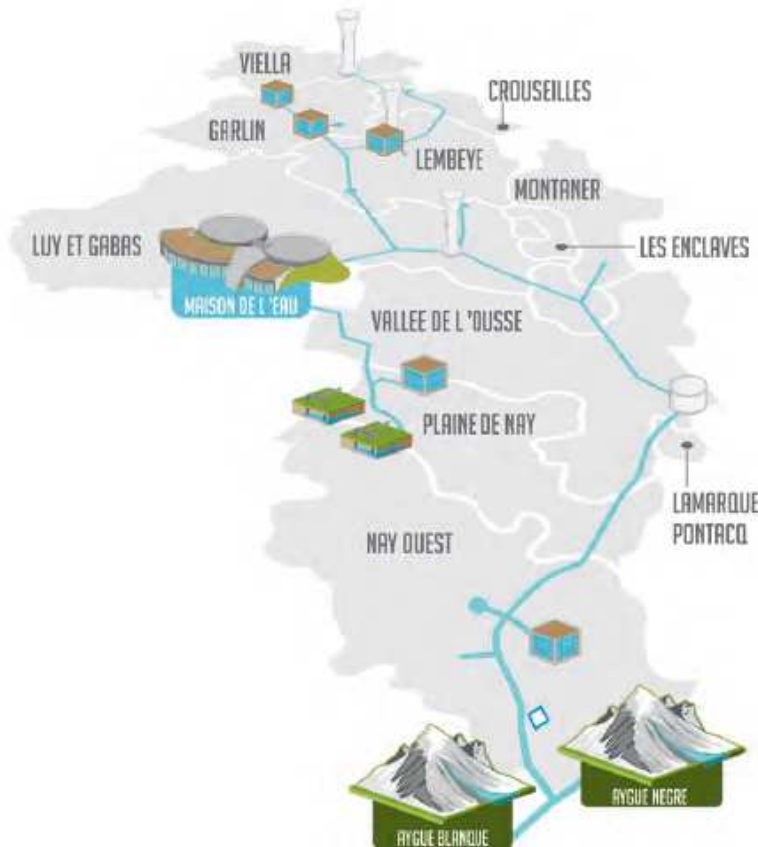 VIELLA
CROUSEILLES
GARLIN
LEMBEYE
MONTANER
LUY ET GABAS
LES ENCLAVES
MAISON DE L'EAU
VALLEE DE L'OUSSE
PLAINE DE NAY
LAMARQUE
PONTACQ
NAY OUEST
AYGUE NEGRE
AYGUE BLANQUE